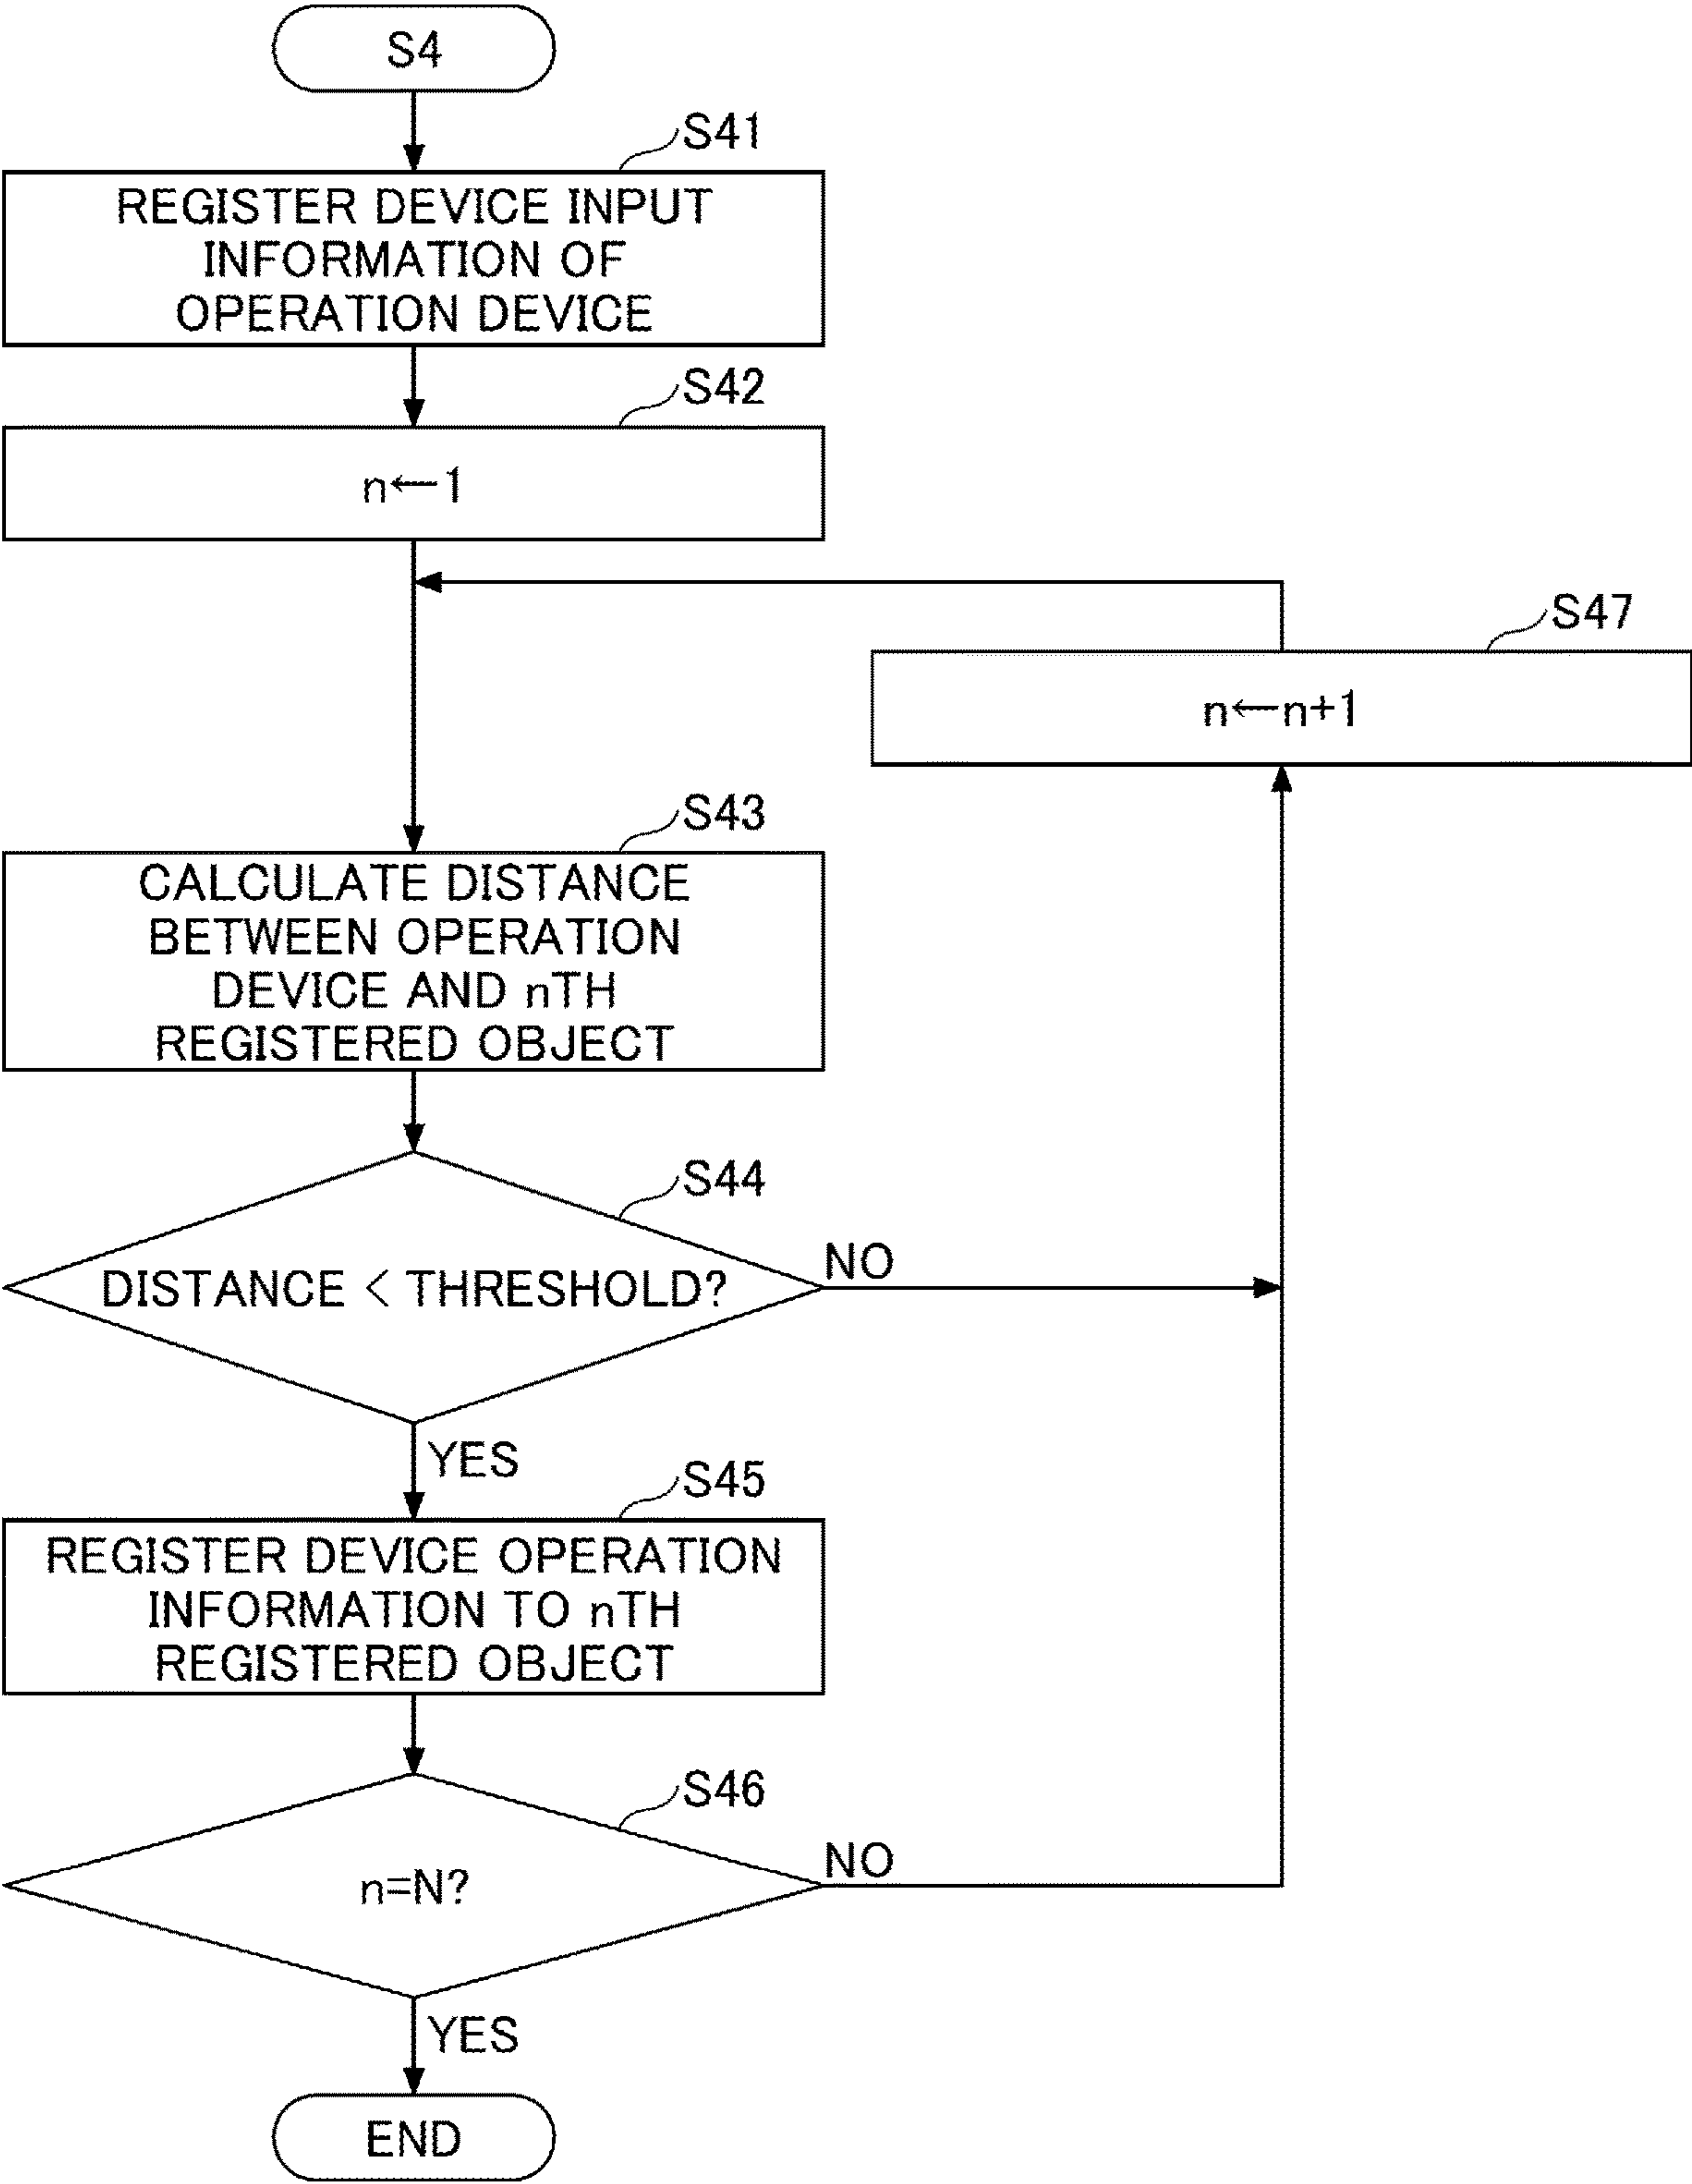 S4
S41
REGISTER DEVICE INPUT
INFORMATION OF
OPERATION DEVICE
S42
n←1
S47
n←n+1
S43
CALCULATE DISTANCE
BETWEEN OPERATION
DEVICE AND nTH
REGISTERED OBJECT
S44
DISTANCE < THRESHOLD?
NO
YES
S45
REGISTER DEVICE OPERATION
INFORMATION TO nTH
REGISTERED OBJECT
S46
n=N?
NO
YES
END